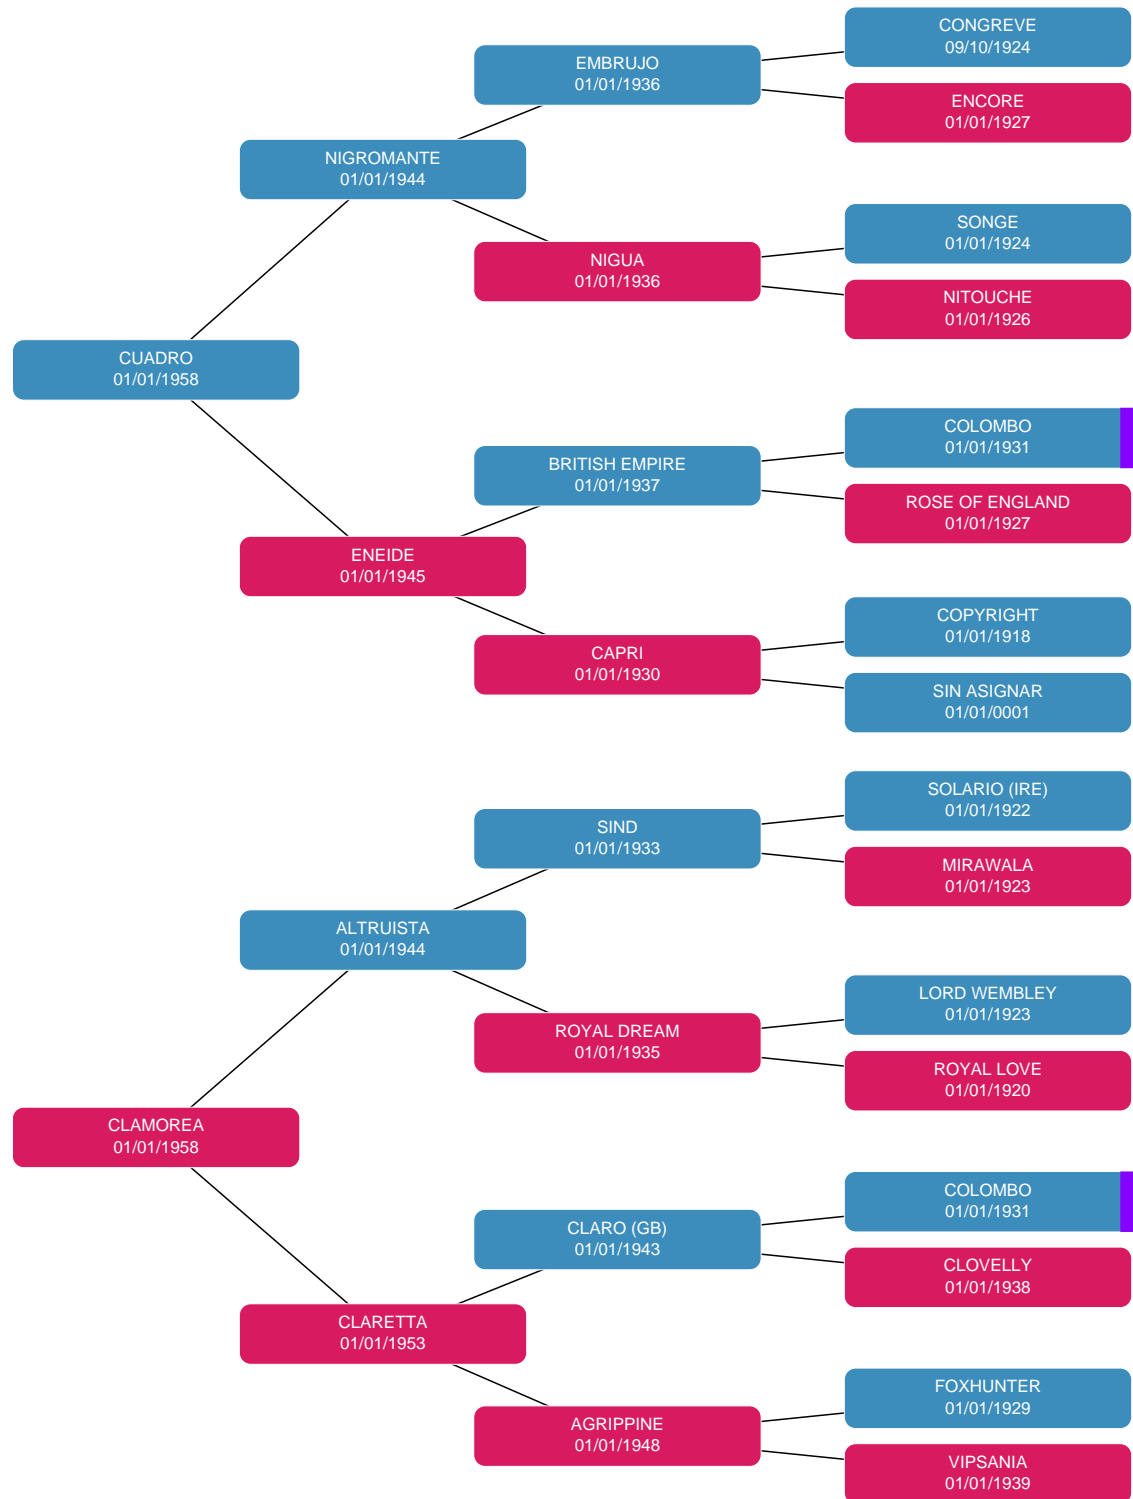 CONGREVE
09/10/1924
EMBRUJO
01/01/1936
ENCORE
01/01/1927
NIGROMANTE
01/01/1944
SONGE
01/01/1924
NIGUA
01/01/1936
NITOUCHE
01/01/1926
CUADRO
01/01/1958
COLOMBO
01/01/1931
BRITISH EMPIRE
01/01/1937
ROSE OF ENGLAND
01/01/1927
ENEIDE
01/01/1945
COPYRIGHT
01/01/1918
CAPRI
01/01/1930
SIN ASIGNAR
01/01/0001
SOLARIO (IRE)
01/01/1922
SIND
01/01/1933
MIRAWALA
01/01/1923
ALTRUISTA
01/01/1944
LORD WEMBLEY
01/01/1923
ROYAL DREAM
01/01/1935
ROYAL LOVE
01/01/1920
CLAMOREA
01/01/1958
COLOMBO
01/01/1931
CLARO (GB)
01/01/1943
CLOVELLY
01/01/1938
CLARETTA
01/01/1953
FOXHUNTER
01/01/1929
AGRIPPINE
01/01/1948
VIPSANIA
01/01/1939